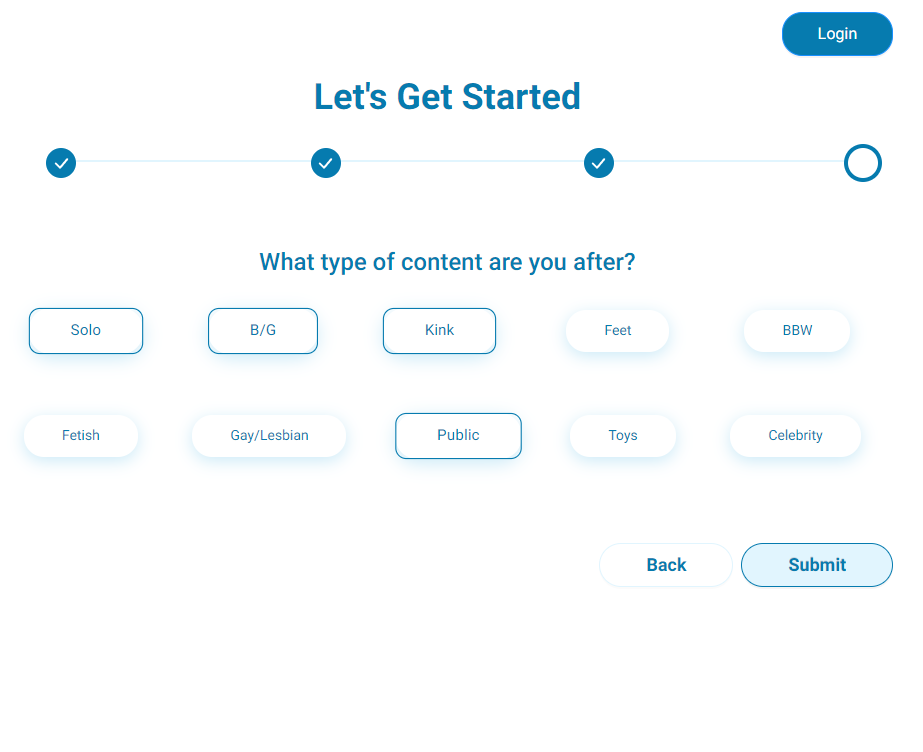 Login
Let's Get Started
What type of content are you after?
Solo B/G Kink Feet BBW
Fetish Gay/Lesbian Public Toys Celebrity
Back Submit